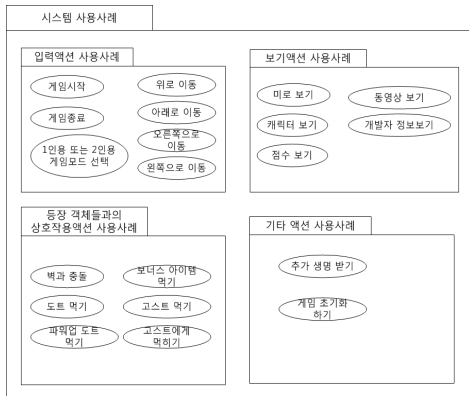 시스템 사용사례
입력액션 사용사례
게임시작
위로 이동
게임종료
아래로 이동
1인용 또는 2인용
게임모드 선택
오른쪽으로
이동
왼쪽으로 이동
보기액션 사용사례
미로 보기
동영상 보기
캐릭터 보기
개발자 정보보기
점수 보기
등장 객체들과의
상호작용액션 사용사례
벽과 충돌
보너스 아이템
먹기
도트 먹기
고스트 먹기
파워업 도트
먹기
고스트에게
먹히기
기타 액션 사용사례
추가 생명 받기
게임 초기화
하기